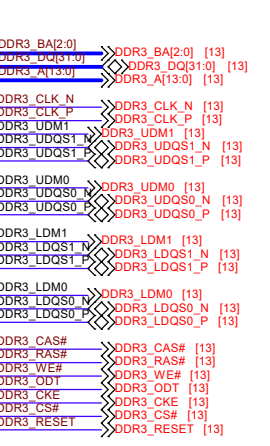 DDR3_BA[2:0] DDR3_BA[2:0] [13]
DDR3_DQ[31:0] DDR3_DQ[31:0] [13]
DDR3_A[13:0] DDR3_A[13:0] [13]
DDR3_CLK_N DDR3_CLK_N [13]
DDR3_CLK_P DDR3_CLK_P [13]
DDR3_UDM1 DDR3_UDM1 [13]
DDR3_UDQS1_N DDR3_UDQS1_N [13]
DDR3_UDQS1_P DDR3_UDQS1_P [13]
DDR3_UDM0 DDR3_UDM0 [13]
DDR3_UDQS0_N DDR3_UDQS0_N [13]
DDR3_UDQS0_P DDR3_UDQS0_P [13]
DDR3_LDM1 DDR3_LDM1 [13]
DDR3_LDQS1_N DDR3_LDQS1_N [13]
DDR3_LDQS1_P DDR3_LDQS1_P [13]
DDR3_LDM0 DDR3_LDM0 [13]
DDR3_LDQS0_N DDR3_LDQS0_N [13]
DDR3_LDQS0_P DDR3_LDQS0_P [13]
DDR3_CAS# DDR3_CAS# [13]
DDR3_RAS# DDR3_RAS# [13]
DDR3_WE# DDR3_WE# [13]
DDR3_ODT DDR3_ODT [13]
DDR3_CKE DDR3_CKE [13]
DDR3_CS# DDR3_CS# [13]
DDR3_RESET DDR3_RESET [13]